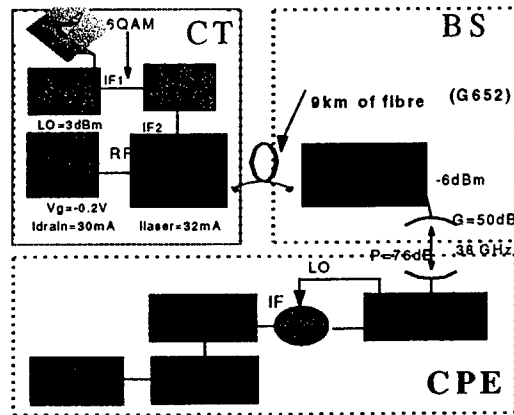 6QAM
CT
IF1
LO=3dBm
IF2
RF
Vg=-0.2V
Idrain=30mA
Ilaser=32mA
BS
9km of fibre
(G652)
-6dBm
G=50dB
P=76dB
38 GHz
LO
IF
CPE